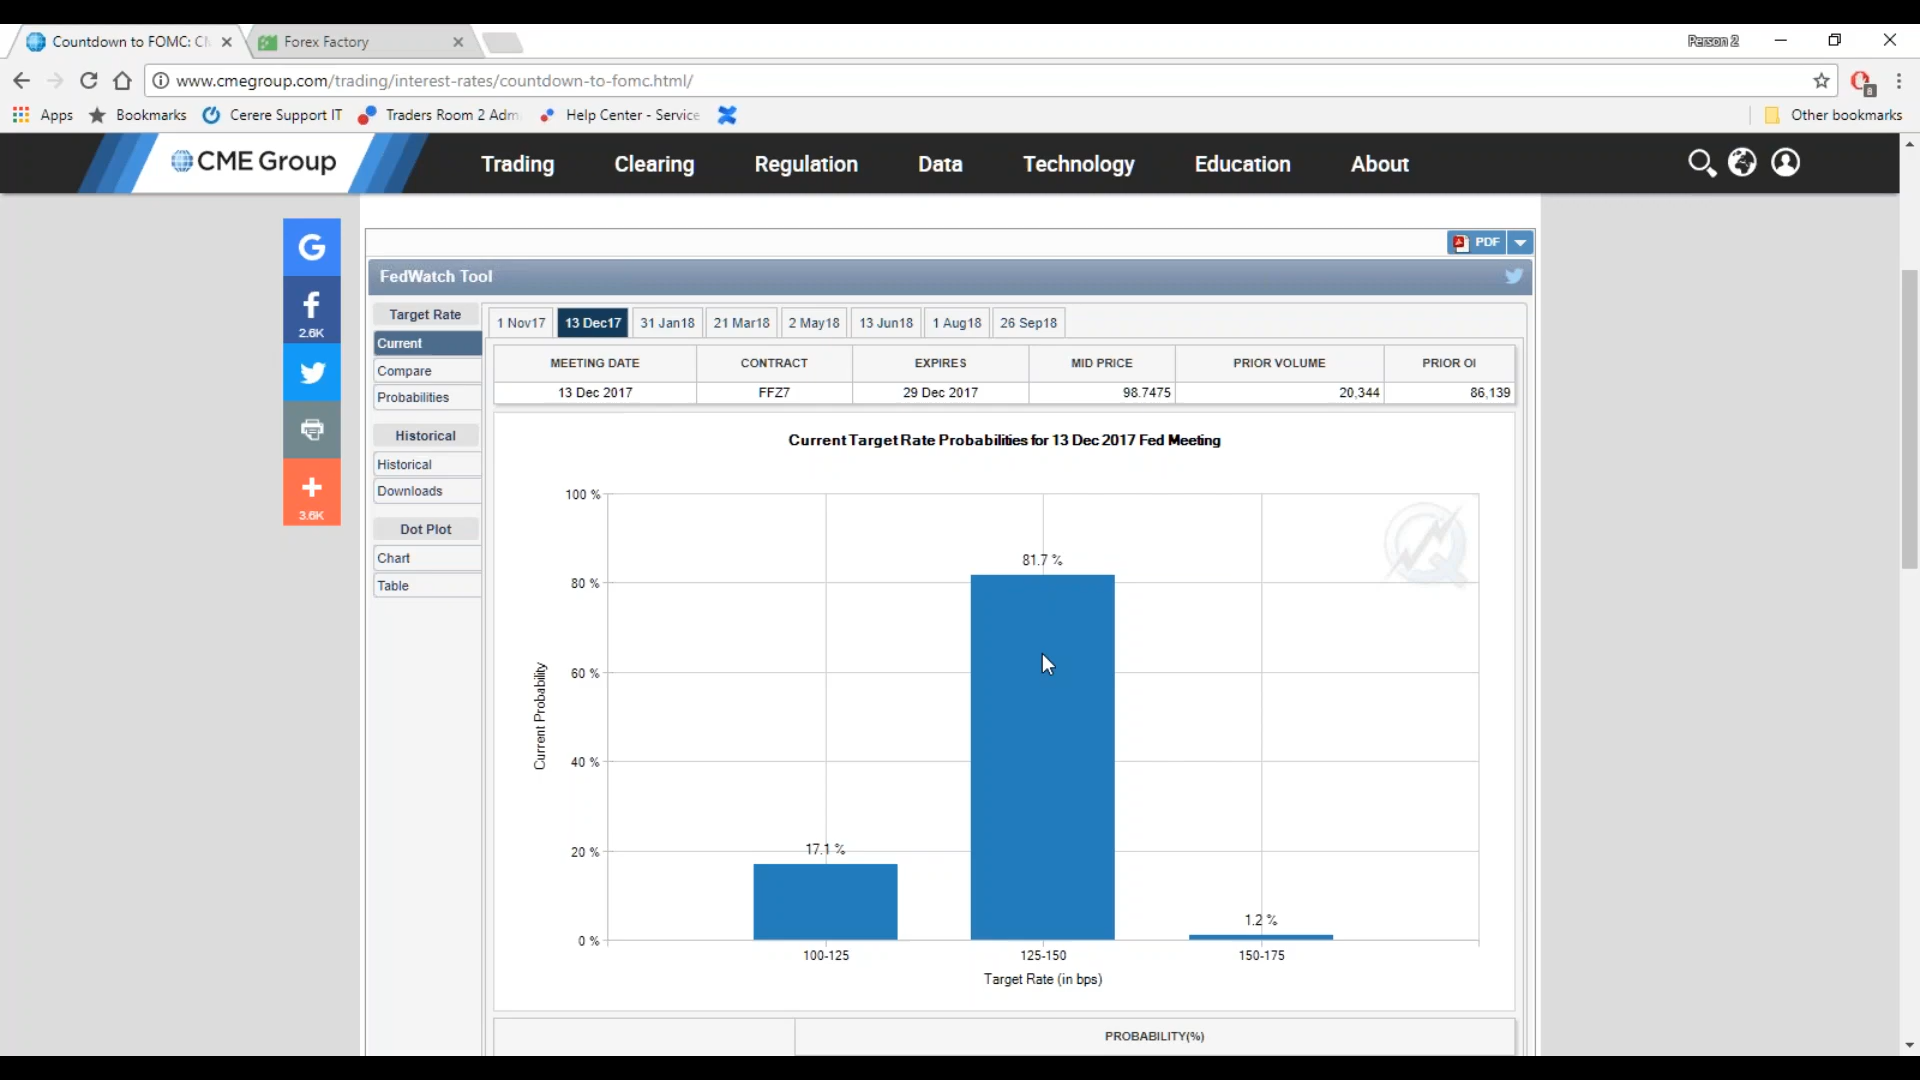 Countdown to FOMC: C
Forex Factory
Person 2
www.cmegroup.com/trading/interest-rates/countdown-to-fomc.html/
8
Apps
Bookmarks
Cerere Support IT
Traders Room 2 Adm
Help Center - Service
Other bookmarks
CME Group
Trading
Clearing
Regulation
Data
Technology
Education
About
G
f
2.6K
3.6K
PDF
FedWatch Tool
Target Rate
Current
Compare
Probabilities
Historical
Historical
Downloads
Dot Plot
Chart
Table
1 Nov17 13 Dec17 31 Jan18 21 Mar18 2 May18 13 Jun18 1 Aug18 26 Sep18
MEETING DATE CONTRACT EXPIRES MID PRICE PRIOR VOLUME PRIOR OI
13 Dec 2017 FFZ7 29 Dec 2017 98.7475 20,344 86,139
Current Target Rate Probabilities for 13 Dec 2017 Fed Meeting
Current Probability
100 %
80 %
60 %
40 %
20 %
0 %
17.1 %
81.7 %
1.2 %
100-125
125-150
150-175
Target Rate (in bps)
PROBABILITY(%)